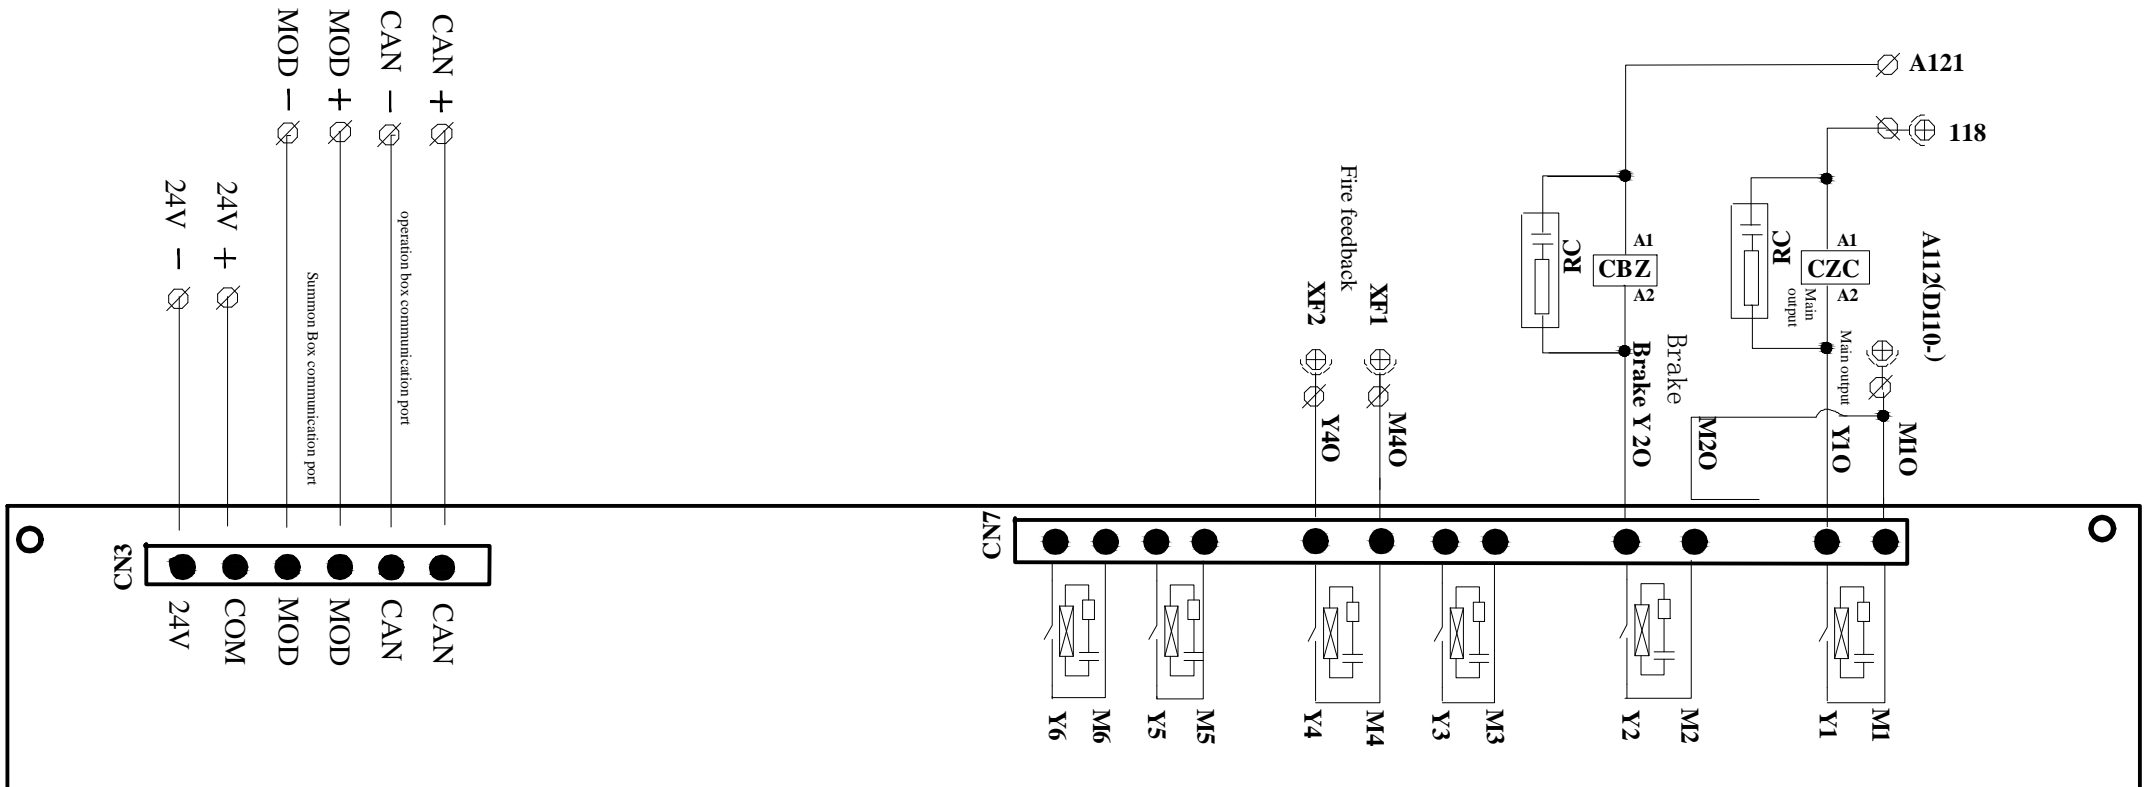 MOD −
MOD +
CAN −
CAN +
24V −
24V +
Summon Box communication port
operation box communication port
Fire feedback
XF2
XF1
Y4O
M4O
A121
118
RC
A1
CBZ
A2
Brake
Brake Y 2O
M2O
RC
A1
CZC
A2
Main
output
Main output
A112(D110-)
Y1O
M1O
CN3
24V
COM
MOD
MOD
CAN
CAN
CN7
Y6
M6
Y5
M5
Y4
M4
Y3
M3
Y2
M2
Y1
M1